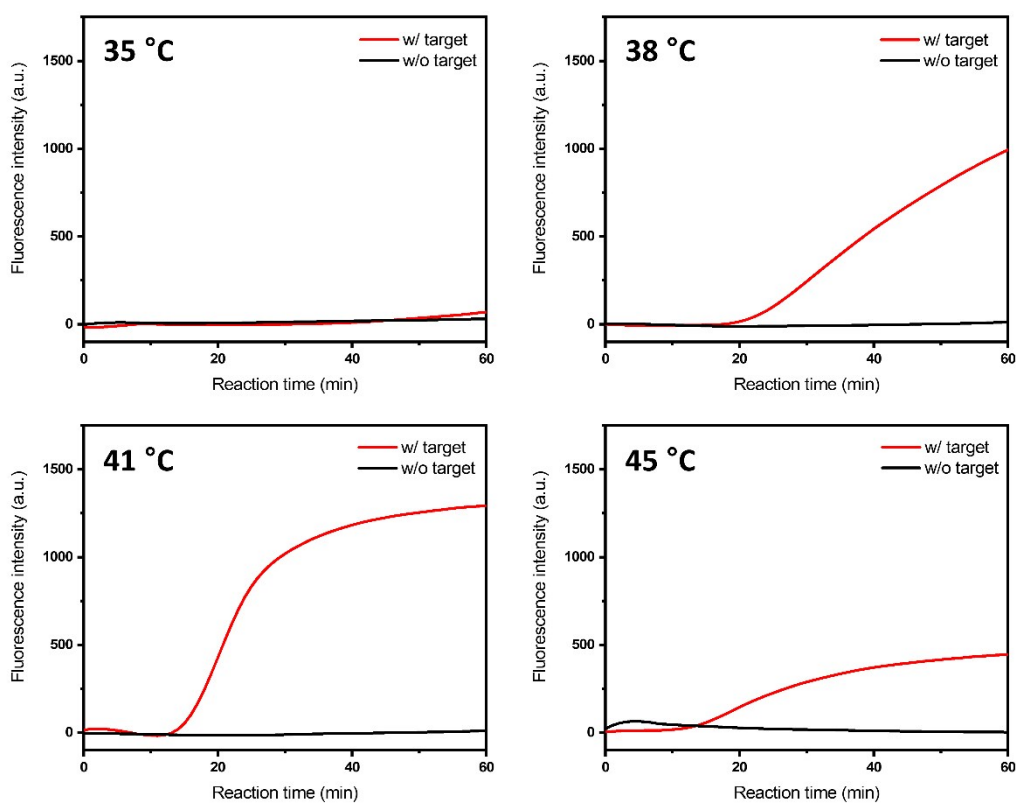 35 °C
w/ target
w/o target
1500
1000
500
0
Fluorescence intensity (a.u.)
0
20
40
60
Reaction time (min)
38 °C
w/ target
w/o target
1500
1000
500
0
Fluorescence intensity (a.u.)
0
20
40
60
Reaction time (min)
41 °C
w/ target
w/o target
1500
1000
500
0
Fluorescence intensity (a.u.)
0
20
40
60
Reaction time (min)
45 °C
w/ target
w/o target
1500
1000
500
0
Fluorescence intensity (a.u.)
0
20
40
60
Reaction time (min)